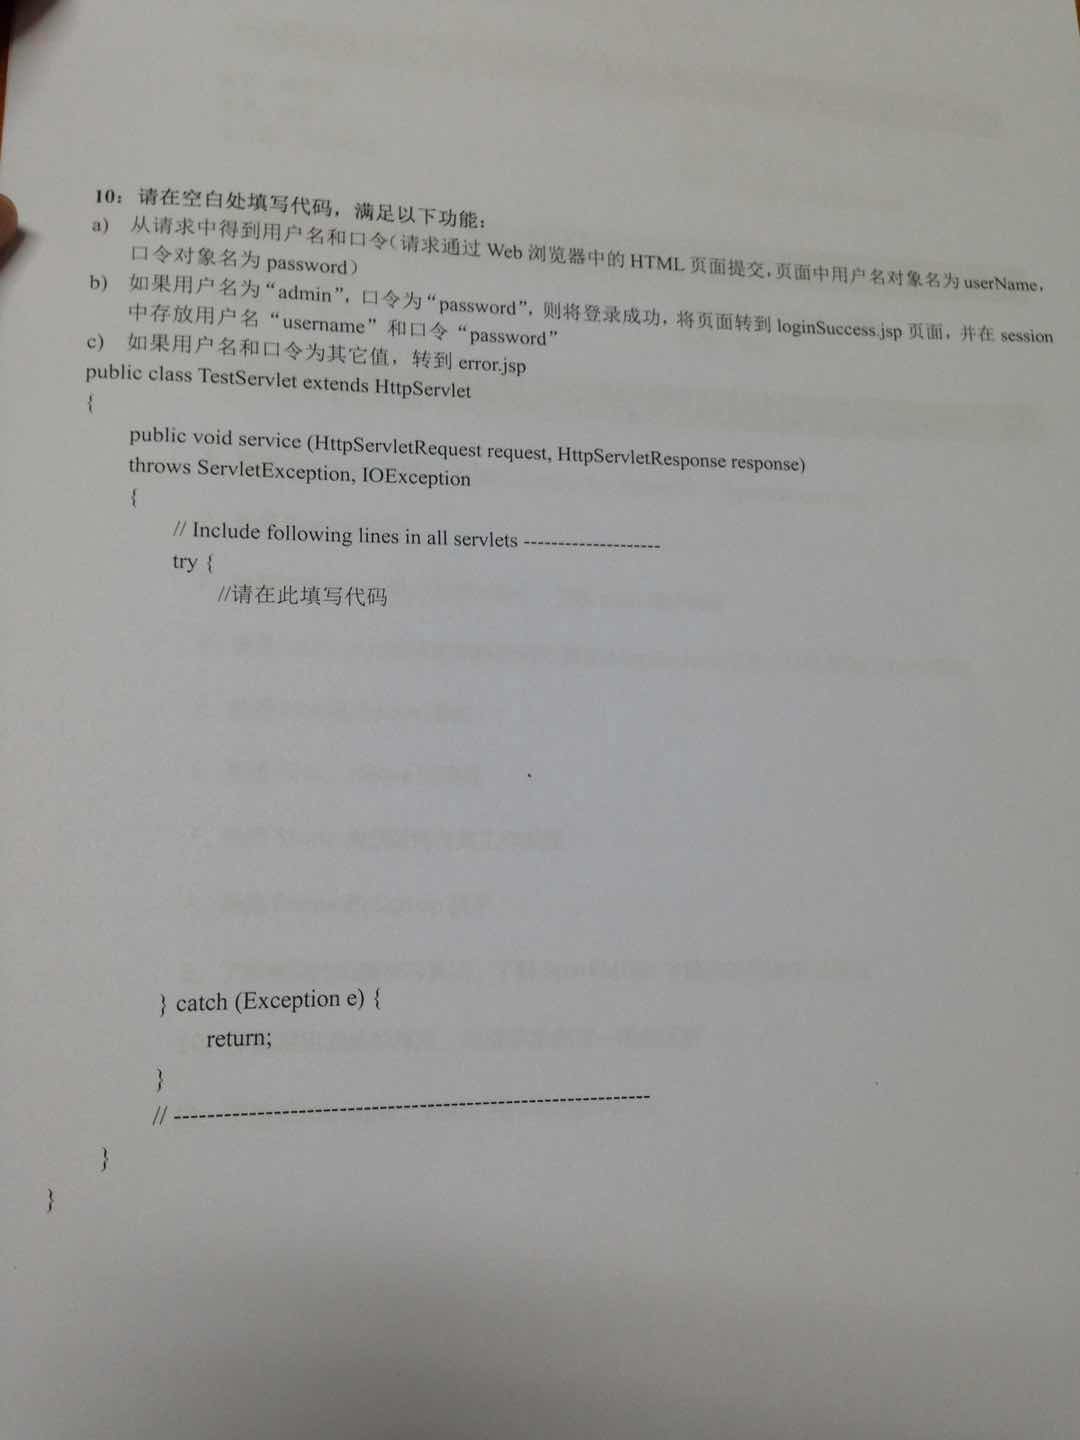 10：请在空白处填写代码，满足以下功能：
a) 从请求中得到用户名和口令（请求通过 Web 浏览器中的 HTML 页面提交，页面中用户名对象名为 userName，
口令对象名为 password）
b) 如果用户名为“admin”，口令为“password”，则将登录成功，将页面转到 loginSuccess.jsp 页面，并在 session
中存放用户名“username”和口令“password”
c) 如果用户名和口令为其它值，转到 error.jsp
public class TestServlet extends HttpServlet
{
public void service (HttpServletRequest request, HttpServletResponse response)
throws ServletException, IOException
{
// Include following lines in all servlets --------------------
try {
//请在此填写代码
} catch (Exception e) {
return;
}
// ---------------------------------------------------------
}
}